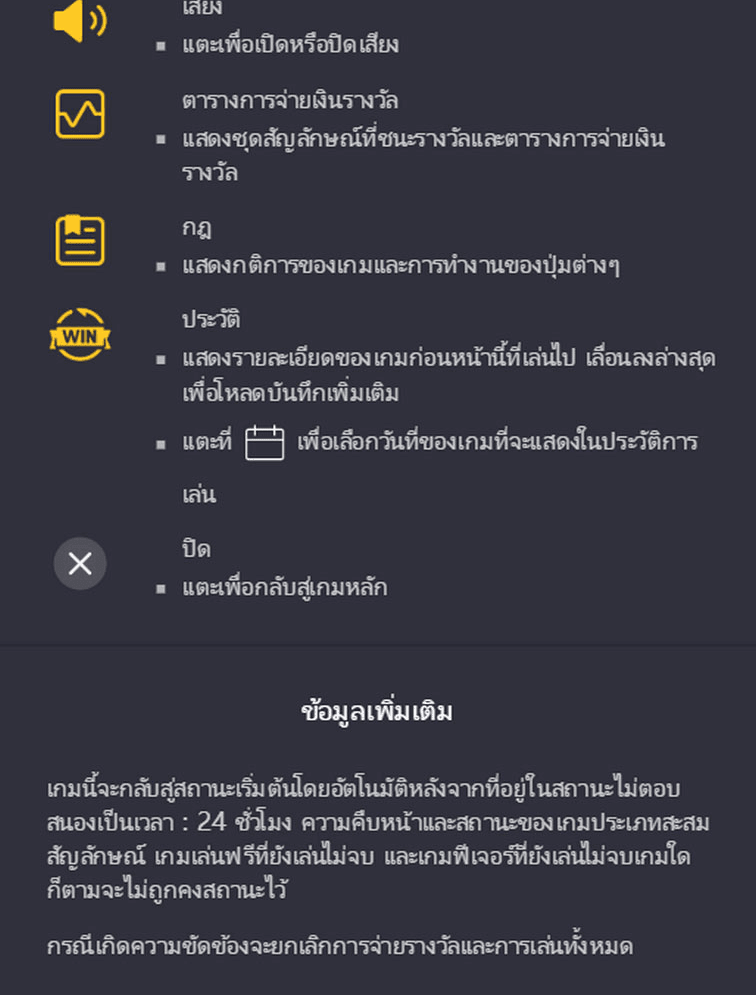 เสียง
▪ แตะเพื่อเปิดหรือปิดเสียง
ตารางการจ่ายเงินรางวัล
▪ แสดงชุดสัญลักษณ์ที่ชนะรางวัลและตารางการจ่ายเงิน
รางวัล
กฎ
▪ แสดงกติการของเกมและการทำงานของปุ่มต่างๆ
WIN
ประวัติ
▪ แสดงรายละเอียดของเกมก่อนหน้านี้ที่เล่นไป เลื่อนลงล่างสุด
เพื่อโหลดบันทึกเพิ่มเติม
▪ แตะที่ เพื่อเลือกวันที่ของเกมที่จะแสดงในประวัติการ
เล่น
ปิด
▪ แตะเพื่อกลับสู่เกมหลัก
ข้อมูลเพิ่มเติม
เกมนี้จะกลับสู่สถานะเริ่มต้นโดยอัตโนมัติหลังจากที่อยู่ในสถานะไม่ตอบ
สนองเป็นเวลา : 24 ชั่วโมง ความคืบหน้าและสถานะของเกมประเภทสะสม
สัญลักษณ์ เกมเล่นฟรีที่ยังเล่นไม่จบ และเกมฟีเจอร์ที่ยังเล่นไม่จบเกมใด
ก็ตามจะไม่ถูกคงสถานะไว้
กรณีเกิดความขัดข้องจะยกเลิกการจ่ายรางวัลและการเล่นทั้งหมด